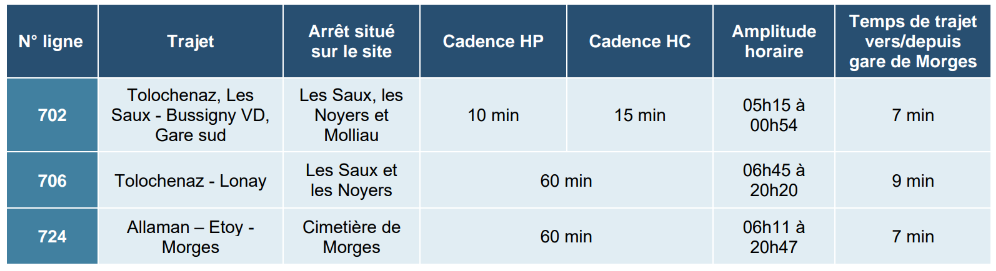 N° ligne
Trajet
Arrêt situé
sur le site
Cadence HP
Cadence HC
Amplitude
horaire
Temps de trajet
vers/depuis
gare de Morges
702
Tolochenaz, Les
Saux - Bussigny VD,
Gare sud
Les Saux, les
Noyers et
Molliau
10 min
15 min
05h15 à
00h54
7 min
706
Tolochenaz - Lonay
Les Saux et
les Noyers
60 min
06h45 à
20h20
9 min
724
Allaman – Etoy -
Morges
Cimetière de
Morges
60 min
06h11 à
20h47
7 min